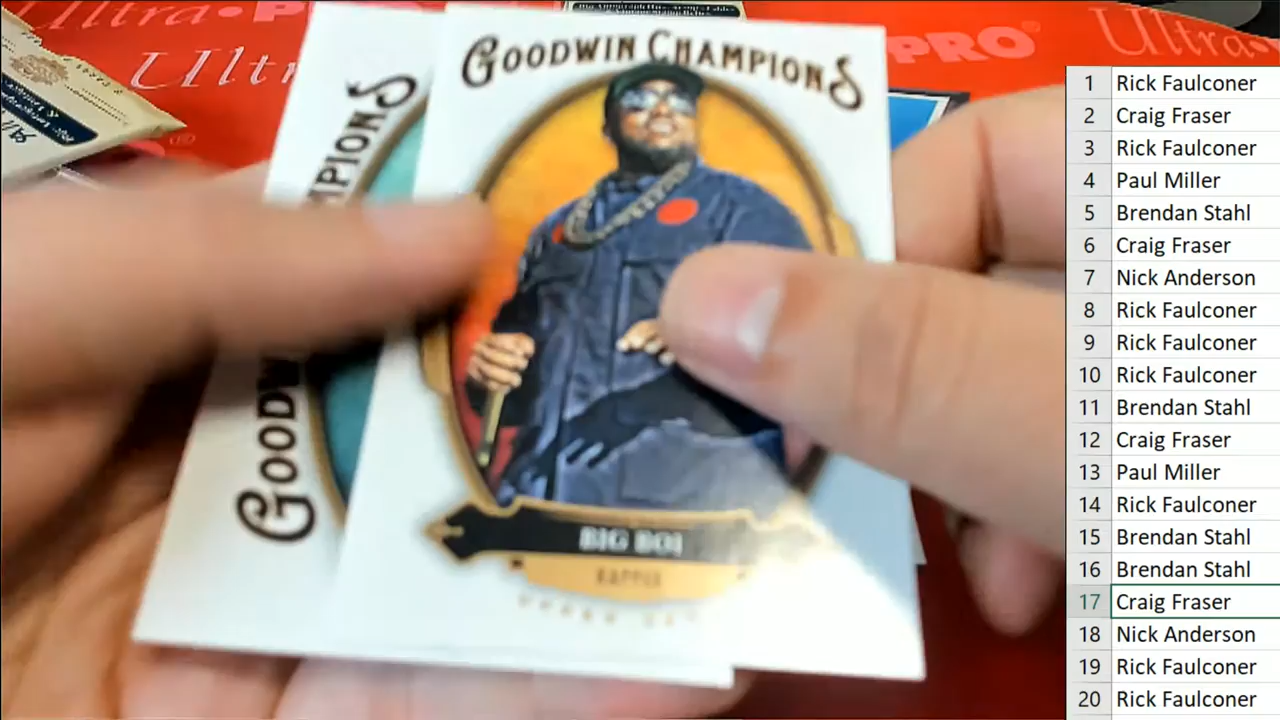 Ultra•PRO
Ultra
PRO
Ultra
GOODWIN CHAMPIONS
BIG BOI
RAPPER
1 Rick Faulconer
2 Craig Fraser
3 Rick Faulconer
4 Paul Miller
5 Brendan Stahl
6 Craig Fraser
7 Nick Anderson
8 Rick Faulconer
9 Rick Faulconer
10 Rick Faulconer
11 Brendan Stahl
12 Craig Fraser
13 Paul Miller
14 Rick Faulconer
15 Brendan Stahl
16 Brendan Stahl
17 Craig Fraser
18 Nick Anderson
19 Rick Faulconer
20 Rick Faulconer